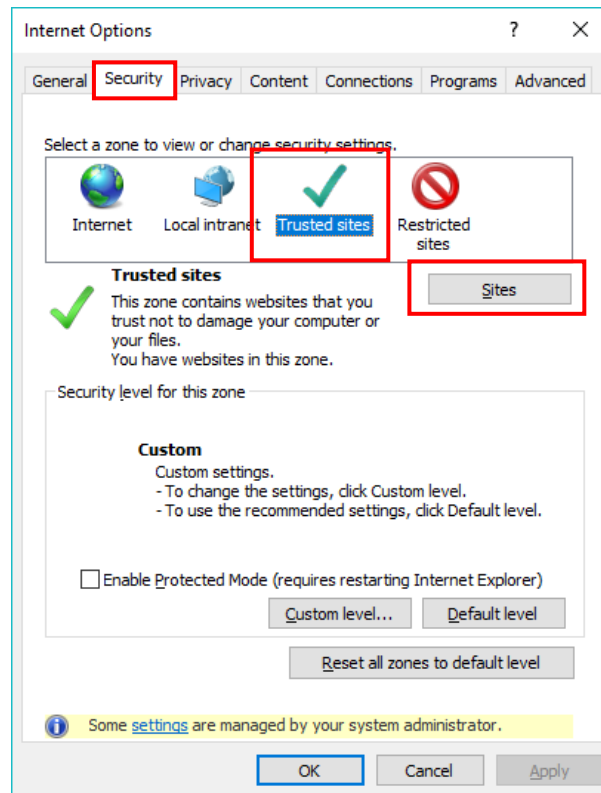 Internet Options ? ×
General Security Privacy Content Connections Programs Advanced
Select a zone to view or change security settings.
Internet Local intranet Trusted sites Restricted
sites
Trusted sites
Sites
This zone contains websites that you
trust not to damage your computer or
your files.
You have websites in this zone.
Security level for this zone
Custom
Custom settings.
- To change the settings, click Custom level.
- To use the recommended settings, click Default level.
Enable Protected Mode (requires restarting Internet Explorer)
Custom level... Default level
Reset all zones to default level
Some settings are managed by your system administrator.
OK Cancel Apply